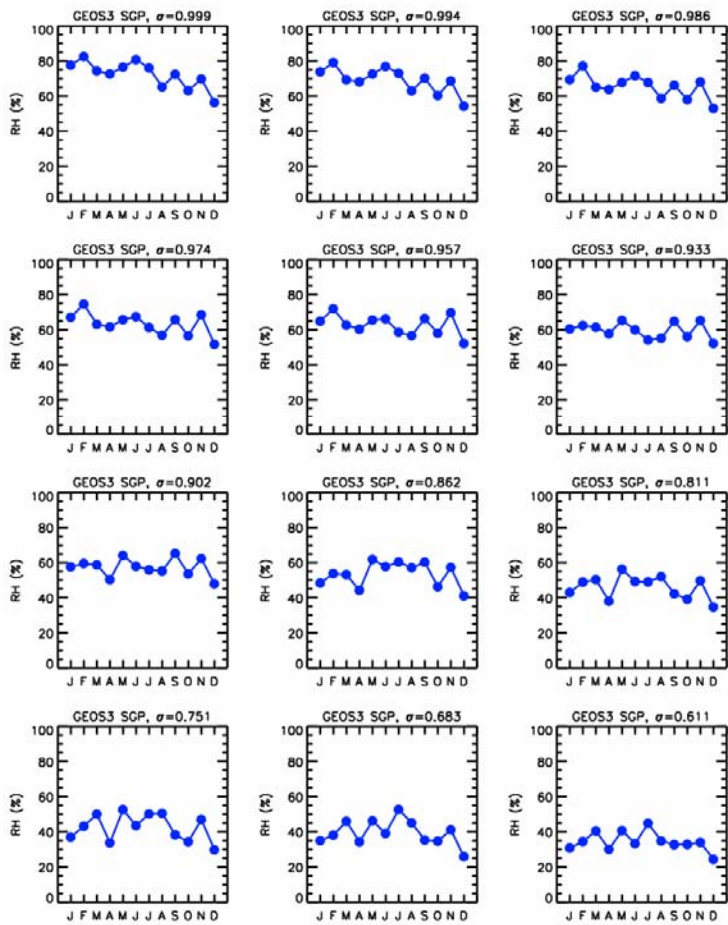 GEOS3 SGP, σ=0.999
GEOS3 SGP, σ=0.994
GEOS3 SGP, σ=0.986
100
80
60
40
20
0
RH (%)
J F M A M J J A S O N D
100
80
60
40
20
0
RH (%)
J F M A M J J A S O N D
100
80
60
40
20
0
RH (%)
J F M A M J J A S O N D
GEOS3 SGP, σ=0.974
GEOS3 SGP, σ=0.957
GEOS3 SGP, σ=0.933
100
80
60
40
20
0
RH (%)
J F M A M J J A S O N D
100
80
60
40
20
0
RH (%)
J F M A M J J A S O N D
100
80
60
40
20
0
RH (%)
J F M A M J J A S O N D
GEOS3 SGP, σ=0.902
GEOS3 SGP, σ=0.862
GEOS3 SGP, σ=0.811
100
80
60
40
20
0
RH (%)
J F M A M J J A S O N D
100
80
60
40
20
0
RH (%)
J F M A M J J A S O N D
100
80
60
40
20
0
RH (%)
J F M A M J J A S O N D
GEOS3 SGP, σ=0.751
GEOS3 SGP, σ=0.683
GEOS3 SGP, σ=0.611
100
80
60
40
20
0
RH (%)
J F M A M J J A S O N D
100
80
60
40
20
0
RH (%)
J F M A M J J A S O N D
100
80
60
40
20
0
RH (%)
J F M A M J J A S O N D